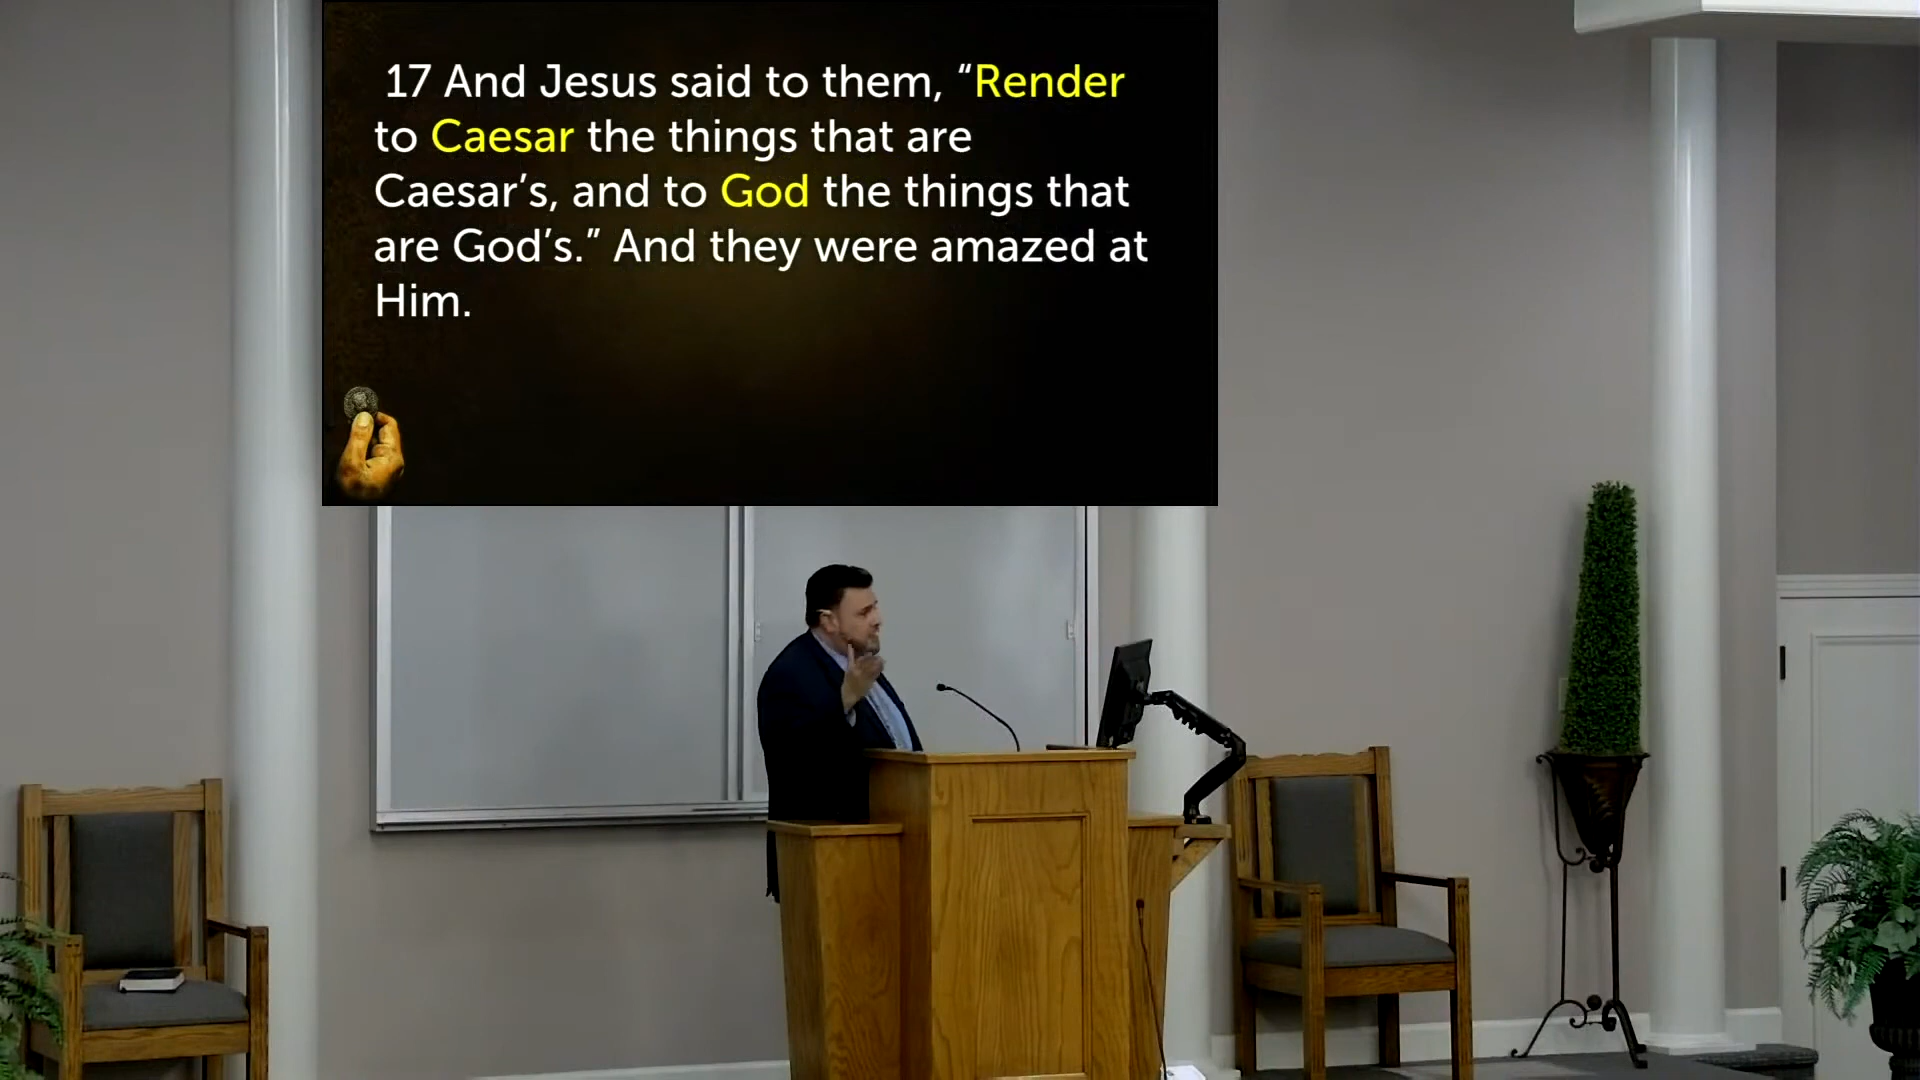 17 And Jesus said to them, “Render
to Caesar the things that are
Caesar’s, and to God the things that
are God’s.” And they were amazed at
Him.